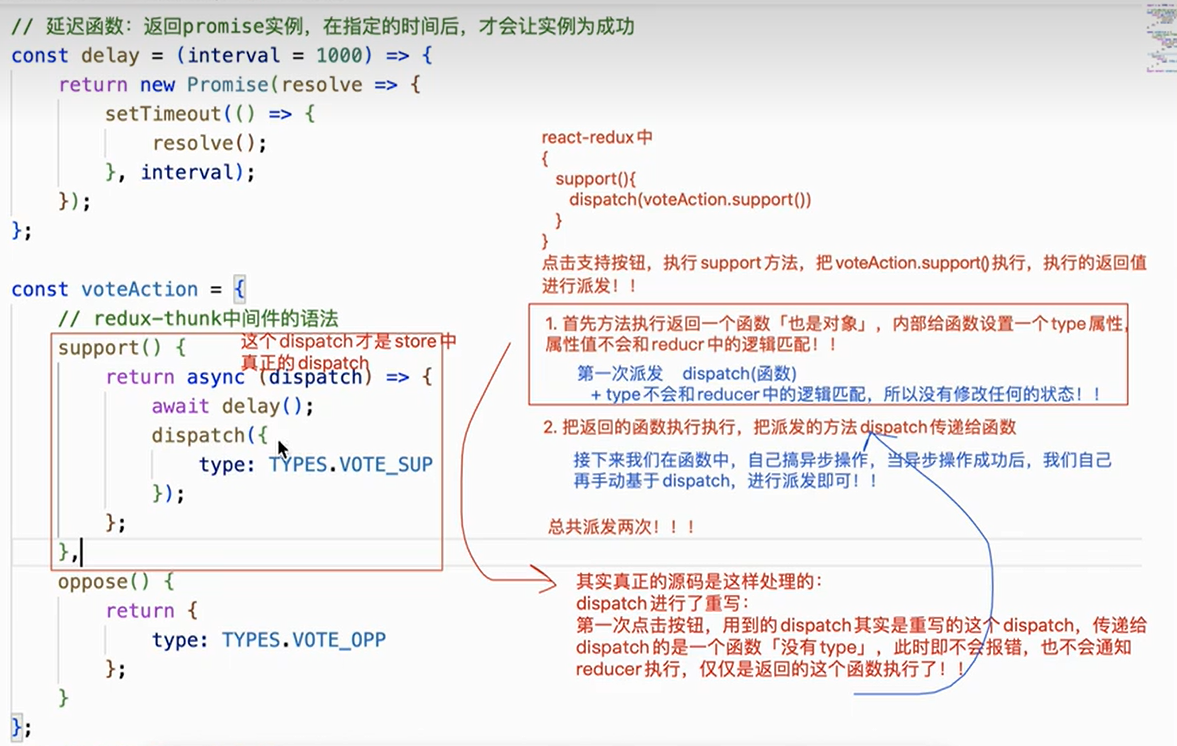 // 延迟函数：返回promise实例，在指定的时间后，才会让实例为成功
const delay = (interval = 1000) => {
    return new Promise(resolve => {
        setTimeout(() => {
            resolve();
        }, interval);
    });
};
const voteAction = {
    // redux-thunk中间件的语法
    support() {
        return async (dispatch) => {
            await delay();
            dispatch({
                type: TYPES.VOTE_SUP
            });
        };
    },
    oppose() {
        return {
            type: TYPES.VOTE_OPP
        };
    }
};
这个dispatch才是store中
真正的dispatch
react-redux中
{
  support(){
    dispatch(voteAction.support())
  }
}
点击支持按钮，执行support方法，把voteAction.support()执行，执行的返回值
进行派发！！
1. 首先方法执行返回一个函数「也是对象」，内部给函数设置一个type属性，
属性值不会和reducr中的逻辑匹配！！
第一次派发 dispatch(函数)
+ type不会和reducer中的逻辑匹配，所以没有修改任何的状态！！
2. 把返回的函数执行执行，把派发的方法dispatch传递给函数
接下来我们在函数中，自己搞异步操作，当异步操作成功后，我们自己
再手动基于dispatch，进行派发即可！！
总共派发两次！！！
其实真正的源码是这样处理的：
dispatch进行了重写：
第一次点击按钮，用到的dispatch其实是重写的这个dispatch，传递给
dispatch的是一个函数「没有type」，此时即不会报错，也不会通知
reducer执行，仅仅是返回的这个函数执行了！！